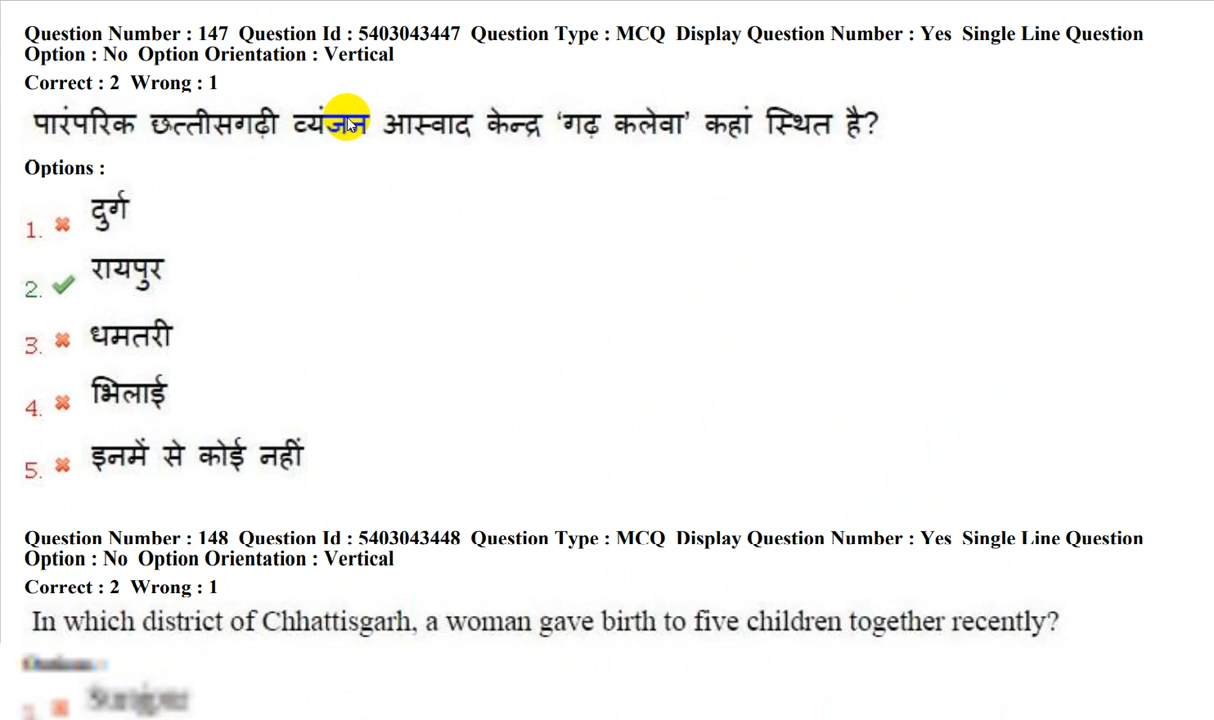 Question Number : 147 Question Id : 5403043447 Question Type : MCQ Display Question Number : Yes Single Line Question
Option : No Option Orientation : Vertical
Correct : 2 Wrong : 1
पारंपरिक छत्तीसगढ़ी व्यंजन आस्वाद केन्द्र ‘गढ़ कलेवा’ कहां स्थित है?
Options :
1. दुर्ग
2. रायपुर
3. धमतरी
4. भिलाई
5. इनमें से कोई नहीं
Question Number : 148 Question Id : 5403043448 Question Type : MCQ Display Question Number : Yes Single Line Question
Option : No Option Orientation : Vertical
Correct : 2 Wrong : 1
In which district of Chhattisgarh, a woman gave birth to five children together recently?
Options :
1.